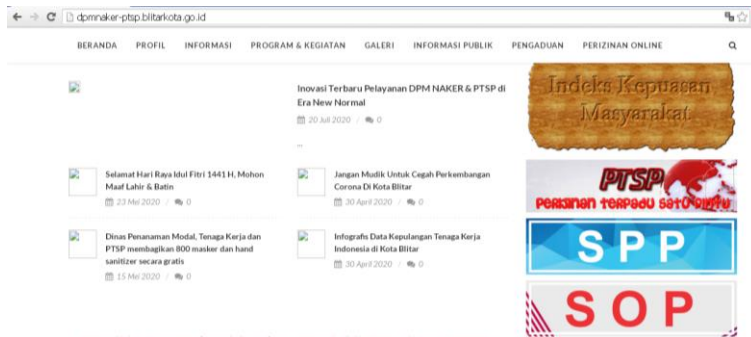 dpmnaker-ptsp.blitarkota.go.id
BERANDA PROFIL INFORMASI PROGRAM & KEGIATAN GALERI INFORMASI PUBLIK PENGADUAN PERIZINAN ONLINE
Inovasi Terbaru Pelayanan DPM NAKER & PTSP di
Era New Normal
20 Juli 2020 / 0
...
Selamat Hari Raya Idul Fitri 1441 H, Mohon
Maaf Lahir & Batin
23 Mei 2020 / 0
Jangan Mudik Untuk Cegah Perkembangan
Corona Di Kota Blitar
30 April 2020 / 0
Dinas Penanaman Modal, Tenaga Kerja dan
PTSP membagikan 800 masker dan hand
sanitizer secara gratis
15 Mei 2020 / 0
Infografis Data Kepulangan Tenaga Kerja
Indonesia di Kota Blitar
30 April 2020 / 0
Indeks Kepuasan
Masyarakat
PTSP
PERIZINAN TERPADU SATU PINTU
SPP
SOP